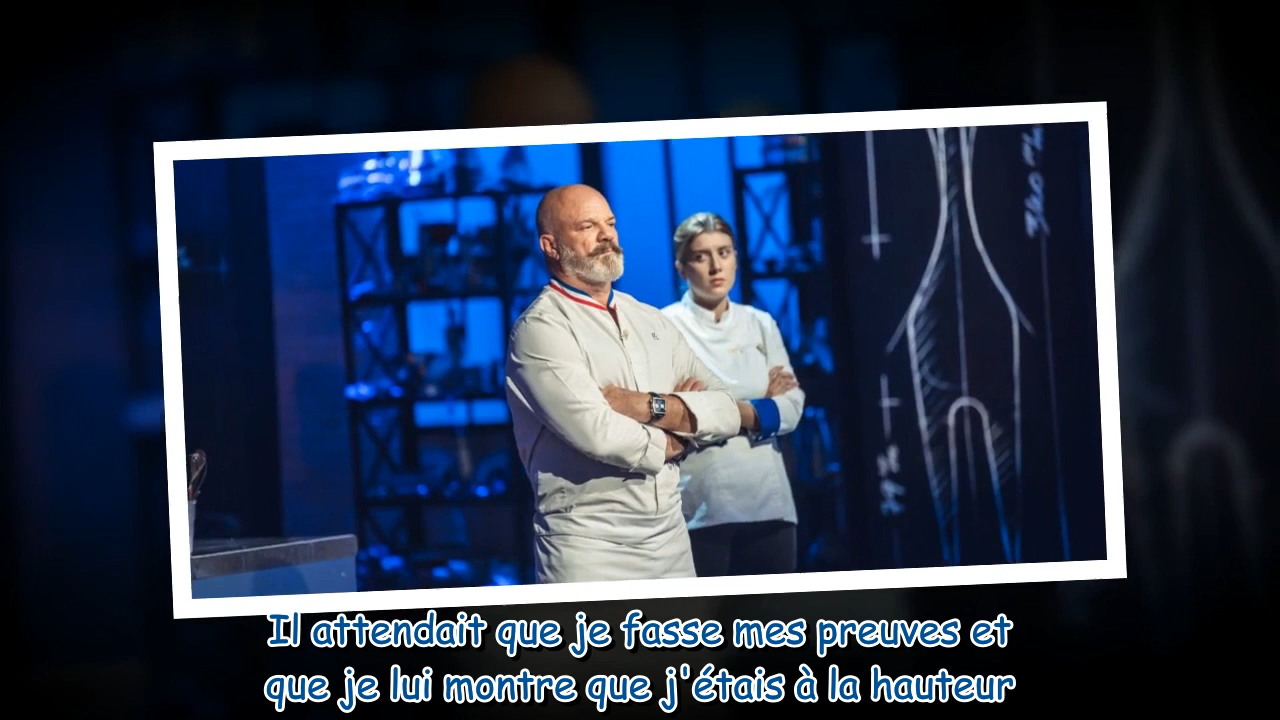 Il attendait que je fasse mes preuves et
que je lui montre que j'étais à la hauteur